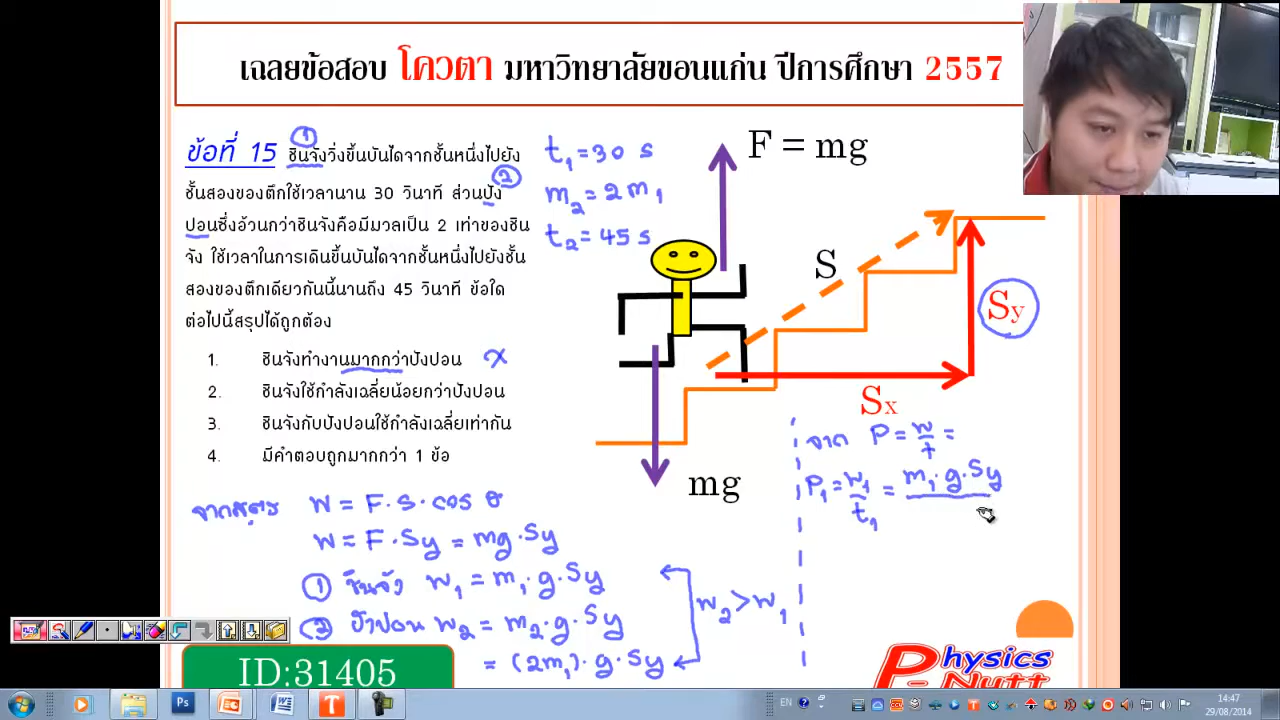 เฉลยข้อสอบ โควตา มหาวิทยาลัยขอนแก่น ปีการศึกษา 2557
ข้อที่ 15 ชินจังวิ่งขึ้นบันไดจากชั้นหนึ่งไปยัง
ชั้นสองของตึกใช้เวลานาน 30 วินาที ส่วนปัง
ปอนซึ่งอ้วนกว่าชินจังคือมีมวลเป็น 2 เท่าของชิน
จัง ใช้เวลาในการเดินขึ้นบันไดจากชั้นหนึ่งไปยังชั้น
สองของตึกเดียวกันนี้นานถึง 45 วินาที ข้อใด
ต่อไปนี้สรุปได้ถูกต้อง
1. ชินจังทำงานมากกว่าปังปอน x
2. ชินจังใช้กำลังเฉลี่ยน้อยกว่าปังปอน
3. ชินจังกับปังปอนใช้กำลังเฉลี่ยเท่ากัน
4. มีคำตอบถูกมากกว่า 1 ข้อ
① ②
t₁ = 30 s
m₂ = 2m₁
t₂ = 45 s
F = mg
S
Sy
Sx
mg
จากสูตร W = F·S·cos θ
W = F·Sy = mg·Sy
① ชินจัง W₁ = m₁·g·Sy
② ปังปอน W₂ = m₂·g·Sy
= (2m₁)·g·Sy
W₂ > W₁
จาก P = W/t =
P₁ = W₁/t₁ = m₁·g·Sy
ID:31405
Physics
Nutt
EN
14:47
29/08/2014